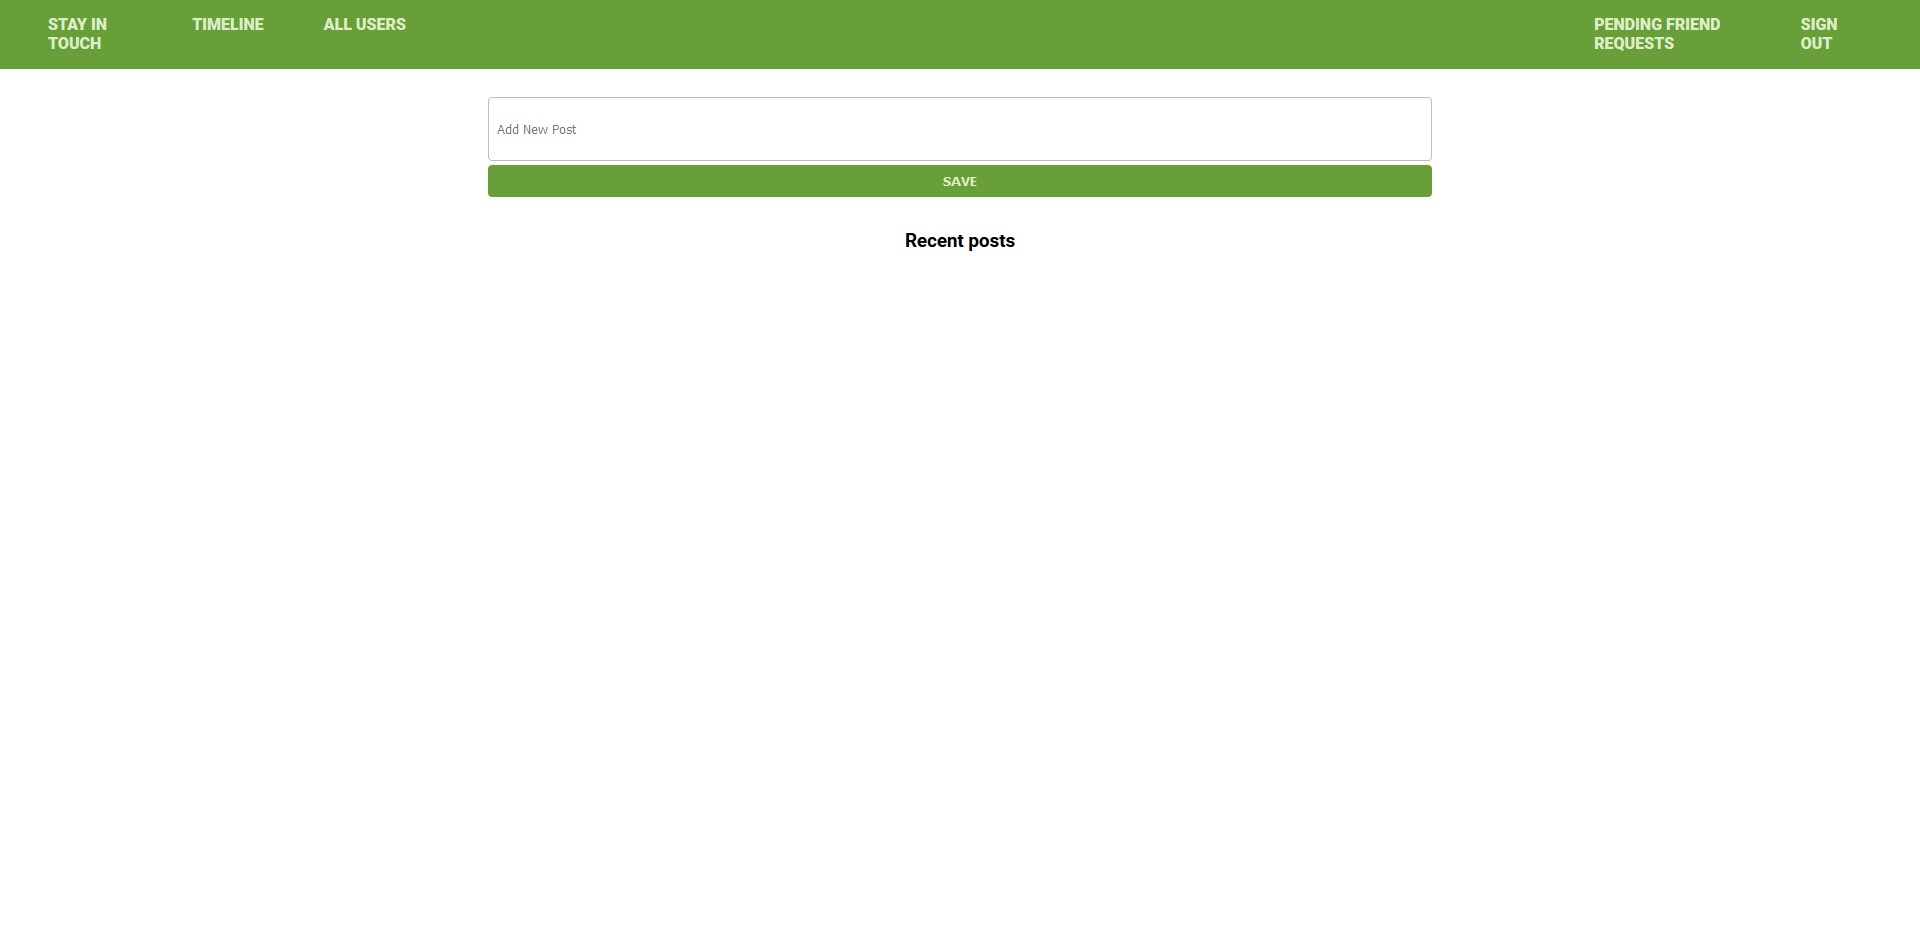 STAY IN
TOUCH
TIMELINE
ALL USERS
PENDING FRIEND
REQUESTS
SIGN
OUT
Add New Post
SAVE
Recent posts